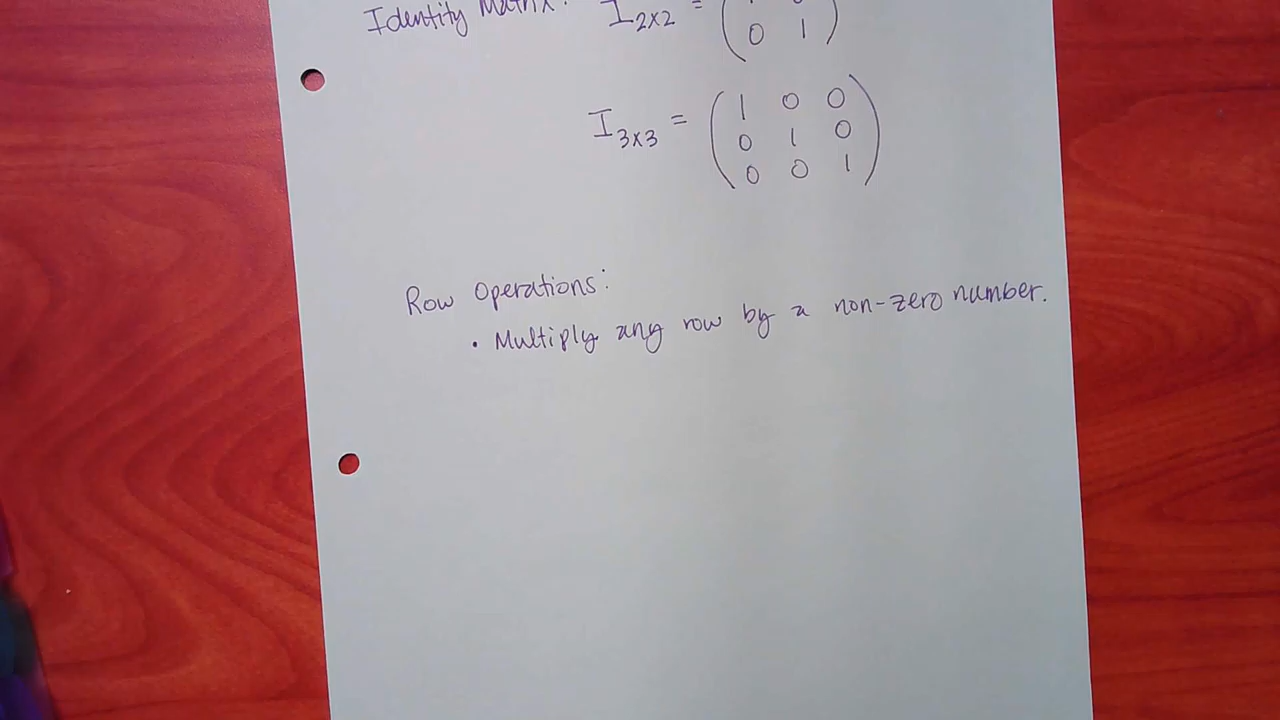 Identity Matrix: I2x2 = ( 0 1 )
I3x3 = ( 1 0 0
0 1 0
0 0 1 )
Row Operations:
• Multiply any row by a non-zero number.